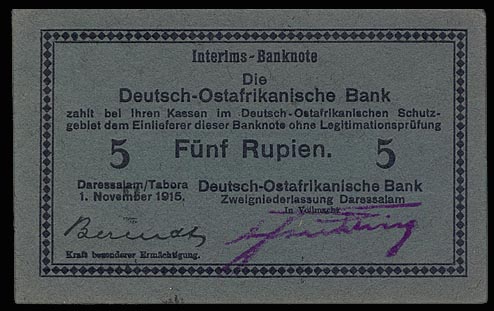 Interims-Banknote
Die
Deutsch-Ostafrikanische Bank
zahlt bei Ihren Kassen im Deutsch-Ostafrikanischen Schutz-
gebiet dem Einlieferer dieser Banknote ohne Legitimationsprüfung
5 Fünf Rupien. 5
Daressalam/Tabora
1. November 1915.
Deutsch-Ostafrikanische Bank
Zweigniederlassung Daressalam
In Vollmacht
Berendt
Kraft besonderer Ermächtigung.